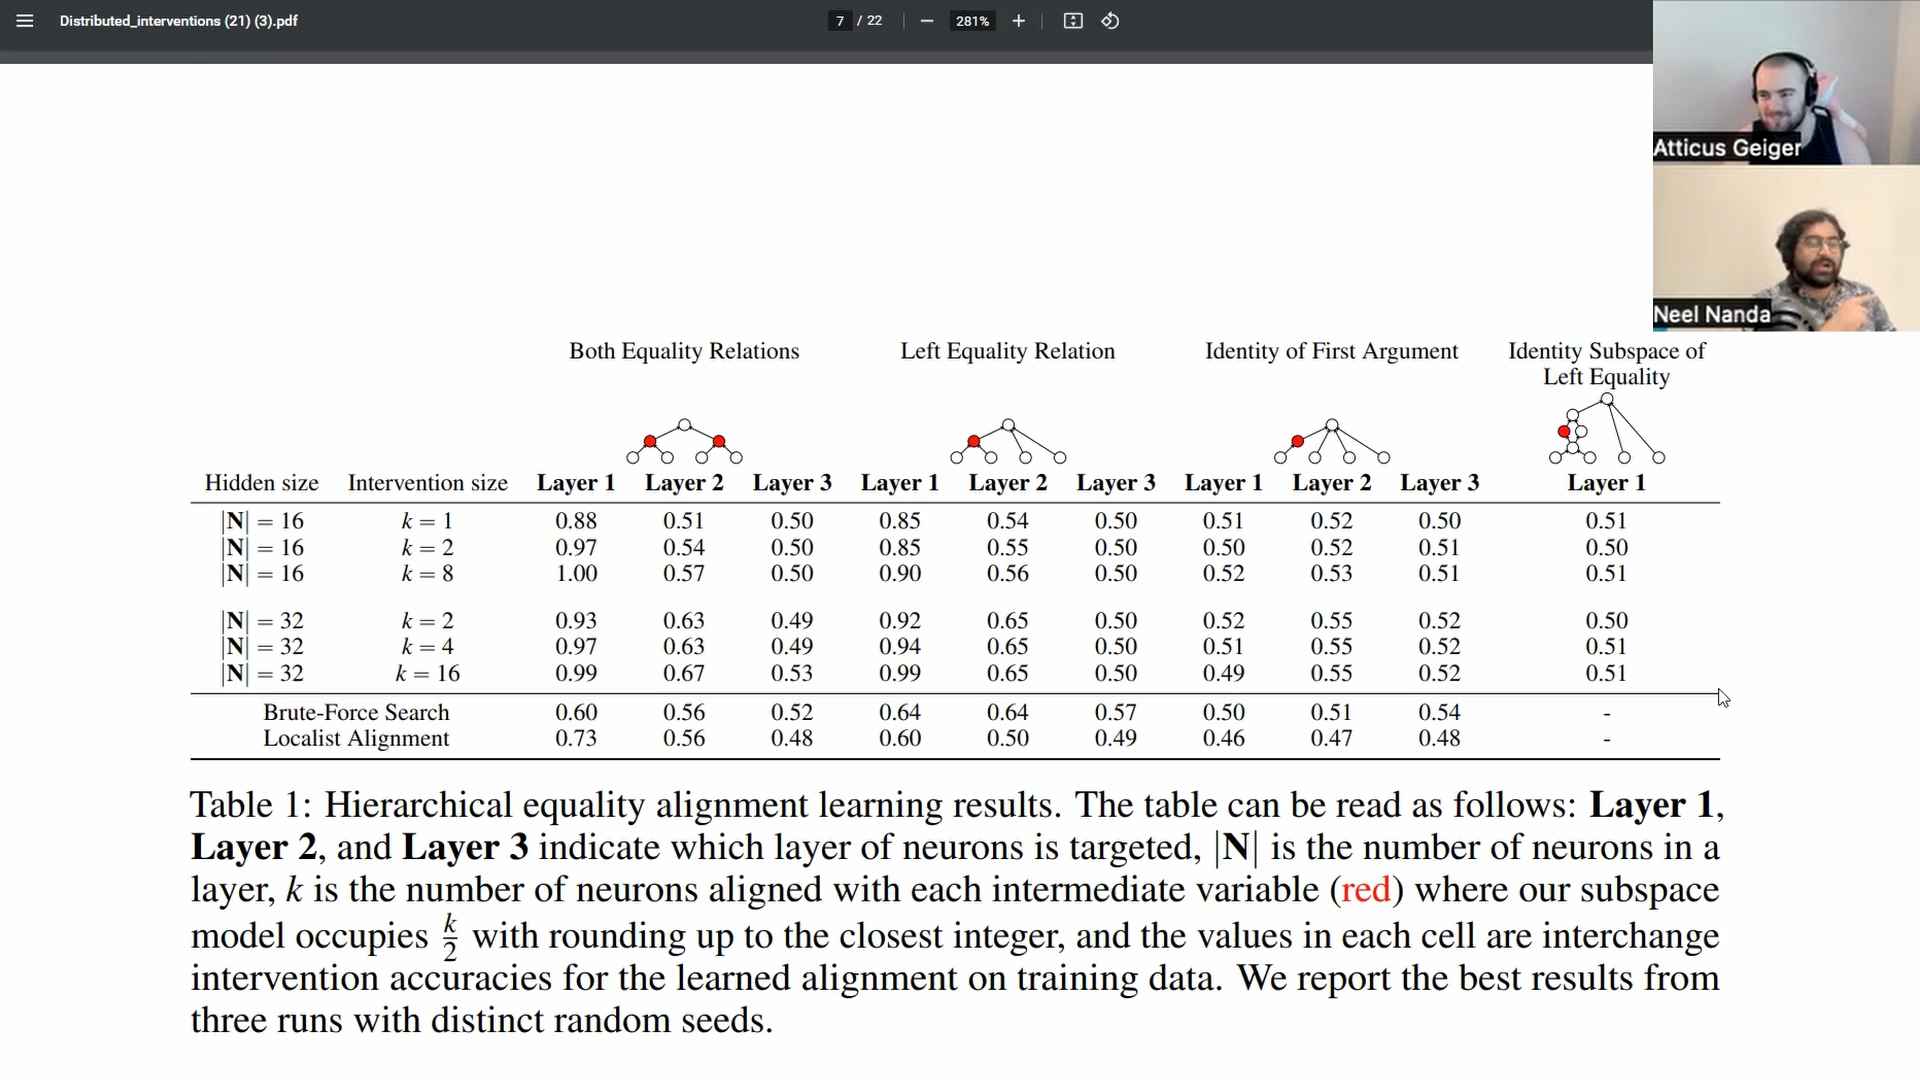 Distributed_interventions (21) (3).pdf
7 / 22
281%
Atticus Geiger
Neel Nanda
Both Equality Relations Left Equality Relation Identity of First Argument Identity Subspace of
Left Equality
Hidden size Intervention size Layer 1 Layer 2 Layer 3 Layer 1 Layer 2 Layer 3 Layer 1 Layer 2 Layer 3 Layer 1
|N| = 16 k = 1 0.88 0.51 0.50 0.85 0.54 0.50 0.51 0.52 0.50 0.51
|N| = 16 k = 2 0.97 0.54 0.50 0.85 0.55 0.50 0.50 0.52 0.51 0.50
|N| = 16 k = 8 1.00 0.57 0.50 0.90 0.56 0.50 0.52 0.53 0.51 0.51
|N| = 32 k = 2 0.93 0.63 0.49 0.92 0.65 0.50 0.52 0.55 0.52 0.50
|N| = 32 k = 4 0.97 0.63 0.49 0.94 0.65 0.50 0.51 0.55 0.52 0.51
|N| = 32 k = 16 0.99 0.67 0.53 0.99 0.65 0.50 0.49 0.55 0.52 0.51
Brute-Force Search 0.60 0.56 0.52 0.64 0.64 0.57 0.50 0.51 0.54 -
Localist Alignment 0.73 0.56 0.48 0.60 0.50 0.49 0.46 0.47 0.48 -
Table 1: Hierarchical equality alignment learning results. The table can be read as follows: Layer 1,
Layer 2, and Layer 3 indicate which layer of neurons is targeted, |N| is the number of neurons in a
layer, k is the number of neurons aligned with each intermediate variable (red) where our subspace
model occupies k/2 with rounding up to the closest integer, and the values in each cell are interchange
intervention accuracies for the learned alignment on training data. We report the best results from
three runs with distinct random seeds.